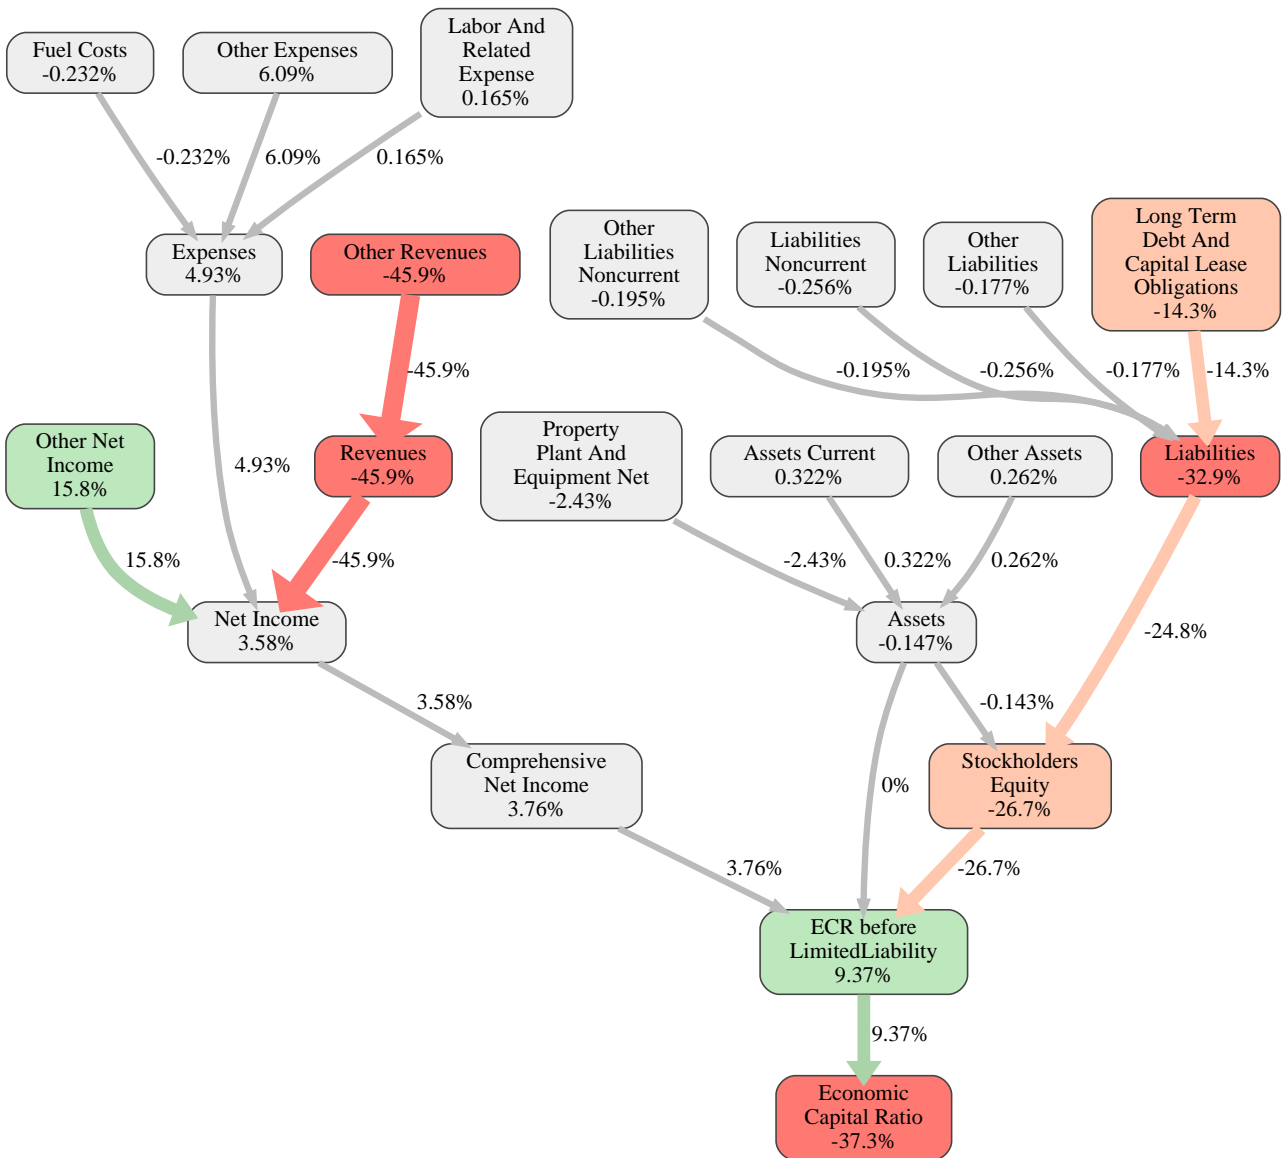 Fuel Costs
-0.232%
Other Expenses
6.09%
Labor And
Related
Expense
0.165%
-0.232%
6.09%
0.165%
Expenses
4.93%
Other Revenues
-45.9%
Other
Liabilities
Noncurrent
-0.195%
Liabilities
Noncurrent
-0.256%
Other
Liabilities
-0.177%
Long Term
Debt And
Capital Lease
Obligations
-14.3%
-45.9%
-0.195%
-0.256%
-0.177%
-14.3%
Other Net
Income
15.8%
4.93%
Revenues
-45.9%
Property
Plant And
Equipment Net
-2.43%
Assets Current
0.322%
Other Assets
0.262%
Liabilities
-32.9%
15.8%
-45.9%
-2.43%
0.322%
0.262%
Net Income
3.58%
Assets
-0.147%
-24.8%
3.58%
-0.143%
Comprehensive
Net Income
3.76%
0%
Stockholders
Equity
-26.7%
3.76%
-26.7%
ECR before
LimitedLiability
9.37%
9.37%
Economic
Capital Ratio
-37.3%